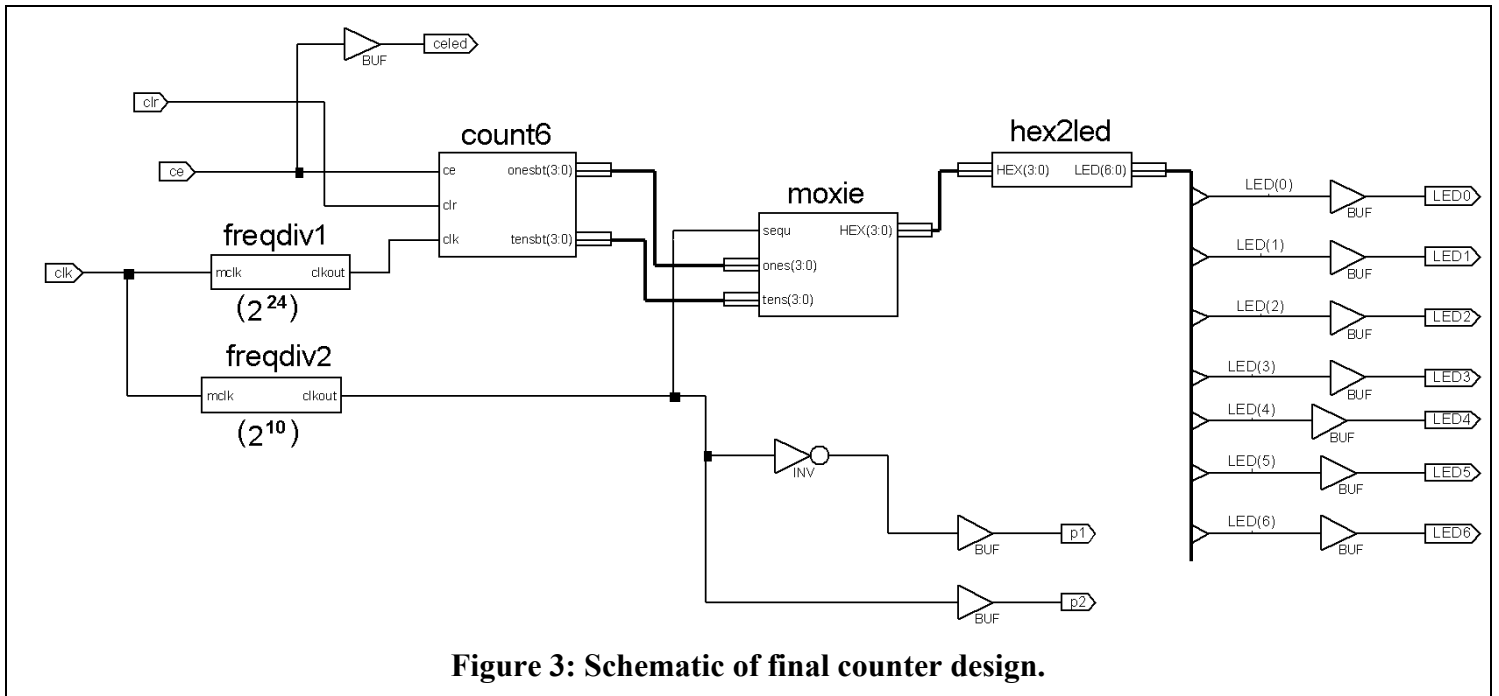 BUF
celed
clr
count6
ce
ce
onesbt(3:0)
clr
clk
tensbt(3:0)
freqdiv1
clk
mclk
clkout
(2^24)
freqdiv2
mclk
clkout
(2^10)
moxie
sequ
HEX(3:0)
ones(3:0)
tens(3:0)
hex2led
HEX(3:0)
LED(6:0)
LED(0)
BUF
LED0
LED(1)
BUF
LED1
LED(2)
BUF
LED2
LED(3)
BUF
LED3
LED(4)
BUF
LED4
LED(5)
BUF
LED5
LED(6)
BUF
LED6
INV
BUF
p1
BUF
p2
Figure 3: Schematic of final counter design.